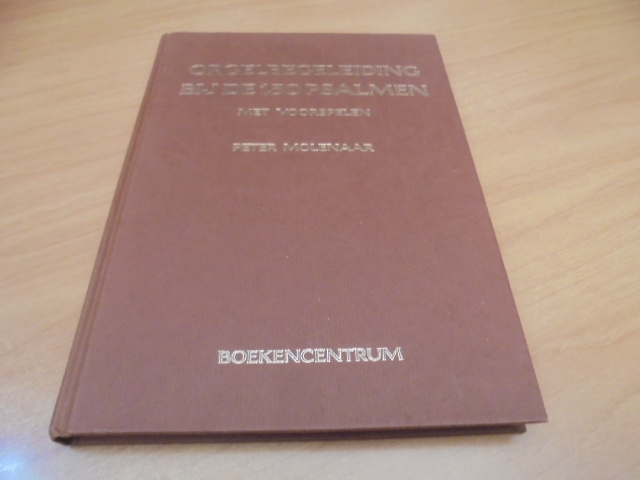 ORGELBEGELEIDING
BIJ DE 150 PSALMEN
MET VOORSPELEN
PETER MOLENAAR
BOEKENCENTRUM